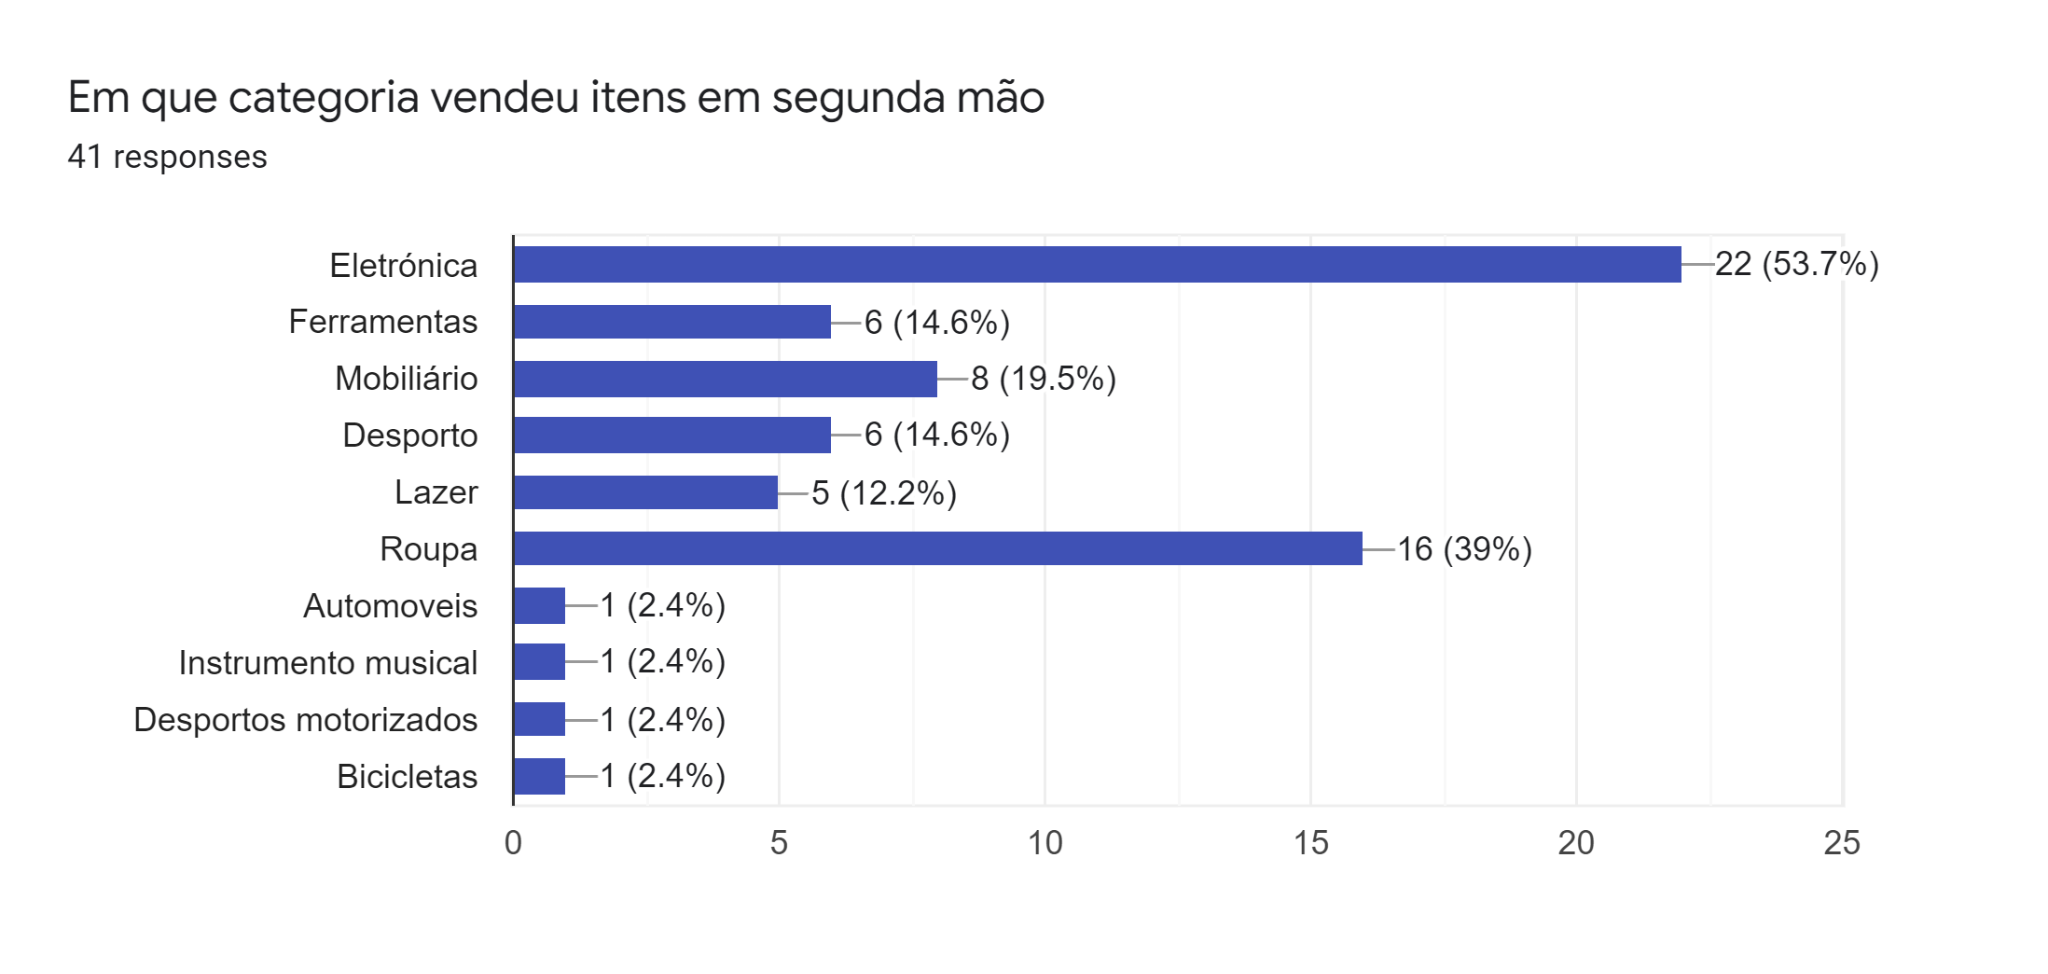 Em que categoria vendeu itens em segunda mão
41 responses
Eletrónica 22 (53.7%)
Ferramentas 6 (14.6%)
Mobiliário 8 (19.5%)
Desporto 6 (14.6%)
Lazer 5 (12.2%)
Roupa 16 (39%)
Automoveis 1 (2.4%)
Instrumento musical 1 (2.4%)
Desportos motorizados 1 (2.4%)
Bicicletas 1 (2.4%)
0 5 10 15 20 25